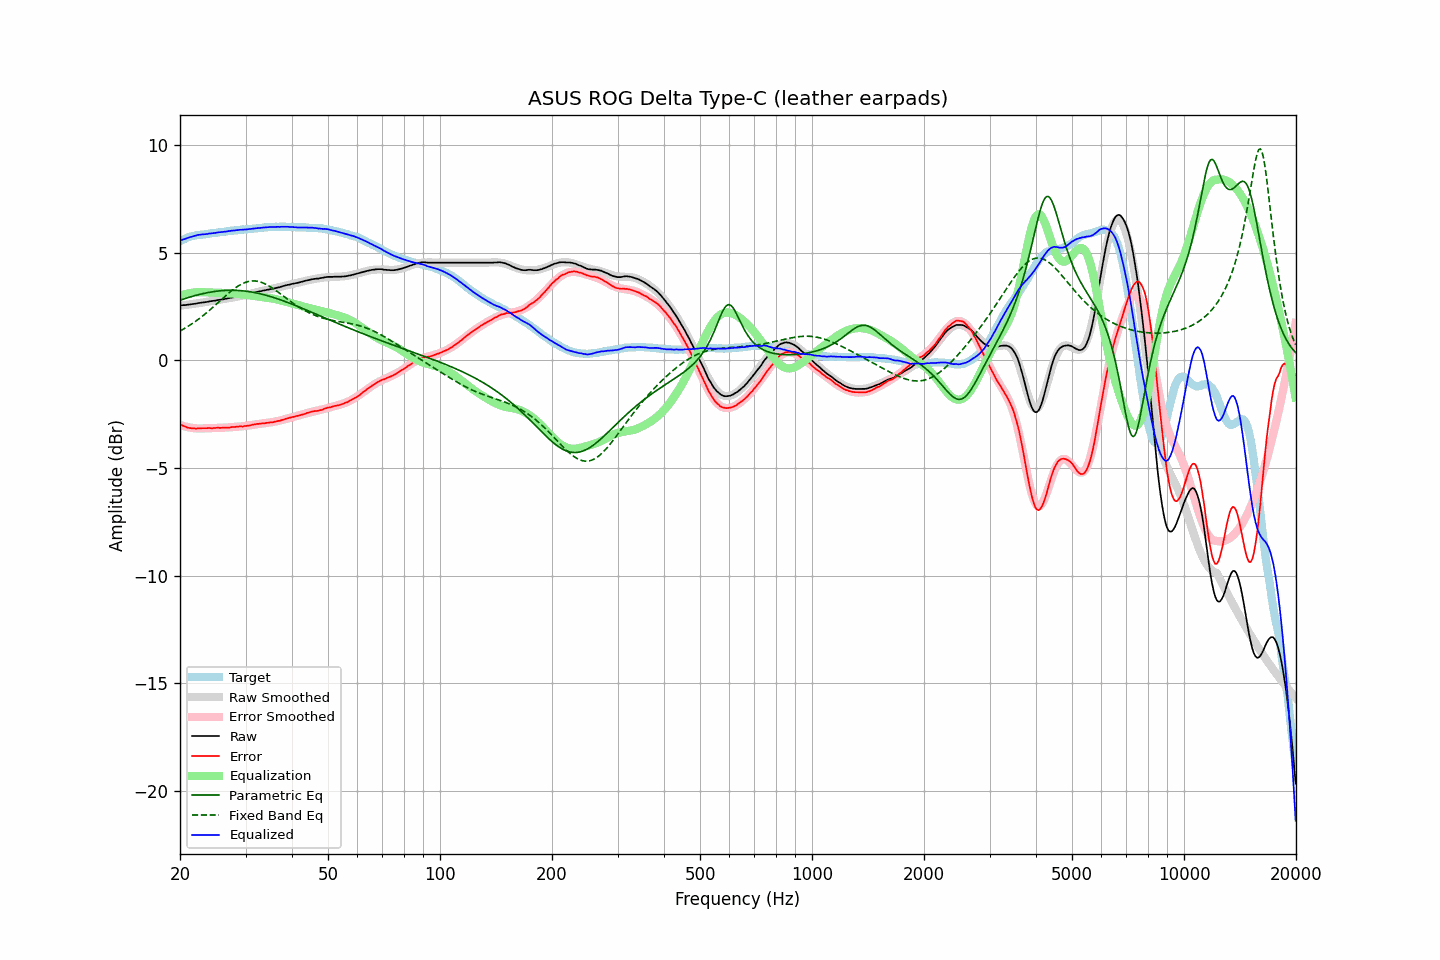 ASUS ROG Delta Type-C (leather earpads)
Amplitude (dBr)
10
5
0
−5
−10
−15
−20
Target
Raw Smoothed
Error Smoothed
Raw
Error
Equalization
Parametric Eq
Fixed Band Eq
Equalized
20 50 100 200 500 1000 2000 5000 10000 20000
Frequency (Hz)